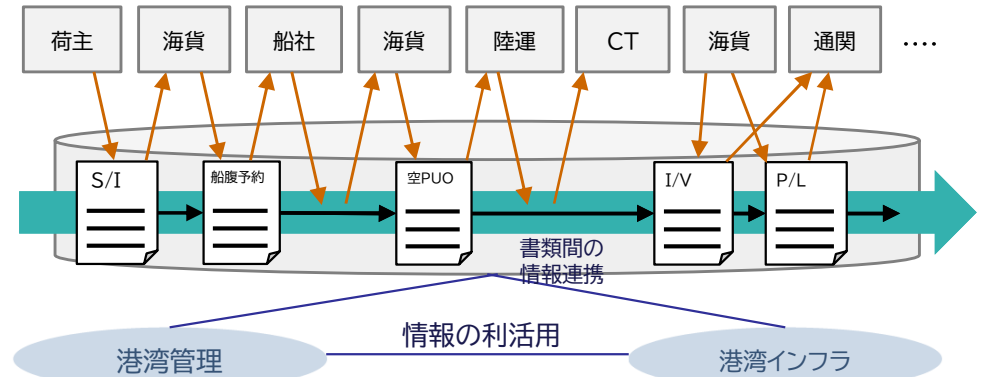 荷主
海貨
船社
海貨
陸運
CT
海貨
通関
‥‥
S/I
船腹予約
空PUO
I/V
P/L
書類間の
情報連携
情報の利活用
港湾管理
港湾インフラ